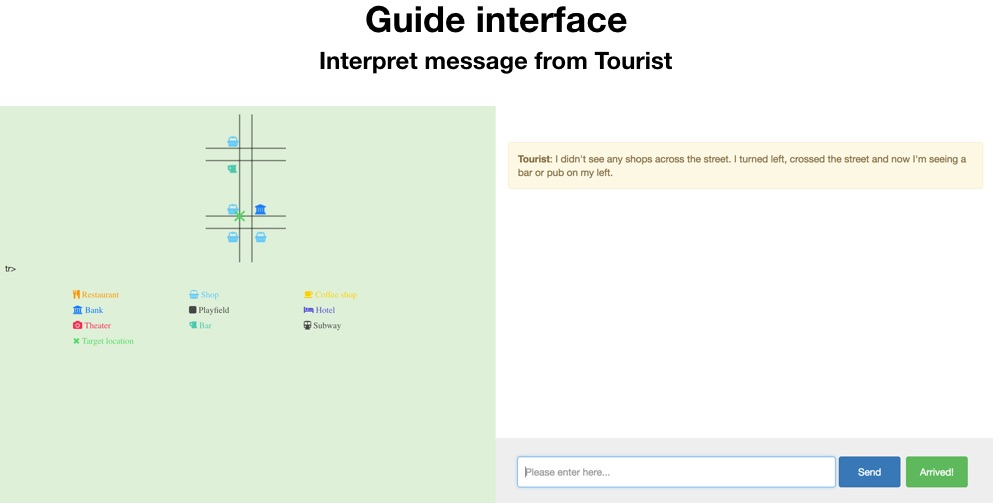 Guide interface
Interpret message from Tourist
Tourist: I didn't see any shops across the street. I turned left, crossed the street and now I'm seeing a
bar or pub on my left.
tr>
Restaurant Shop Coffee shop
Bank Playfield Hotel
Theater Bar Subway
Target location
Please enter here... Send Arrived!